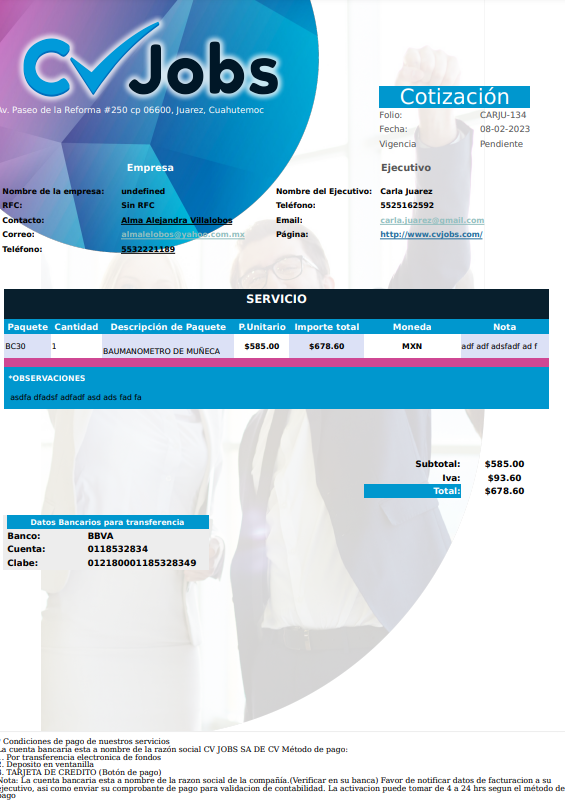 CVJobs
Av. Paseo de la Reforma #250 cp 06600, Juarez, Cuahutemoc
Cotización
Folio: CARJU-134
Fecha: 08-02-2023
Vigencia Pendiente
Empresa Ejecutivo
Nombre de la empresa: undefined Nombre del Ejecutivo: Carla Juarez
RFC: Sin RFC Teléfono: 5525162592
Contacto: Alma Alejandra Villalobos Email: carla.juarez@gmail.com
Correo: almalelobos@yahoo.com.mx Página: http://www.cvjobs.com/
Teléfono: 5532221189
SERVICIO
Paquete Cantidad Descripción de Paquete P.Unitario Importe total Moneda Nota
BC30 1 BAUMANOMETRO DE MUÑECA $585.00 $678.60 MXN adf adf adsfadf ad f
*OBSERVACIONES
asdfa dfadsf adfadf asd ads fad fa
Subtotal: $585.00
Iva: $93.60
Total: $678.60
Datos Bancarios para transferencia
Banco: BBVA
Cuenta: 0118532834
Clabe: 012180001185328349
* Condiciones de pago de nuestros servicios
La cuenta bancaria esta a nombre de la razón social CV JOBS SA DE CV Método de pago:
1. Por transferencia electronica de fondos
2. Deposito en ventanilla
3. TARJETA DE CREDITO (Botón de pago)
Nota: La cuenta bancaria esta a nombre de la razon social de la compañía.(Verificar en su banca) Favor de notificar datos de facturacion a su
ejecutivo, asi como enviar su comprobante de pago para validacion de contabilidad. La activacion puede tomar de 4 a 24 hrs segun el método de
pago